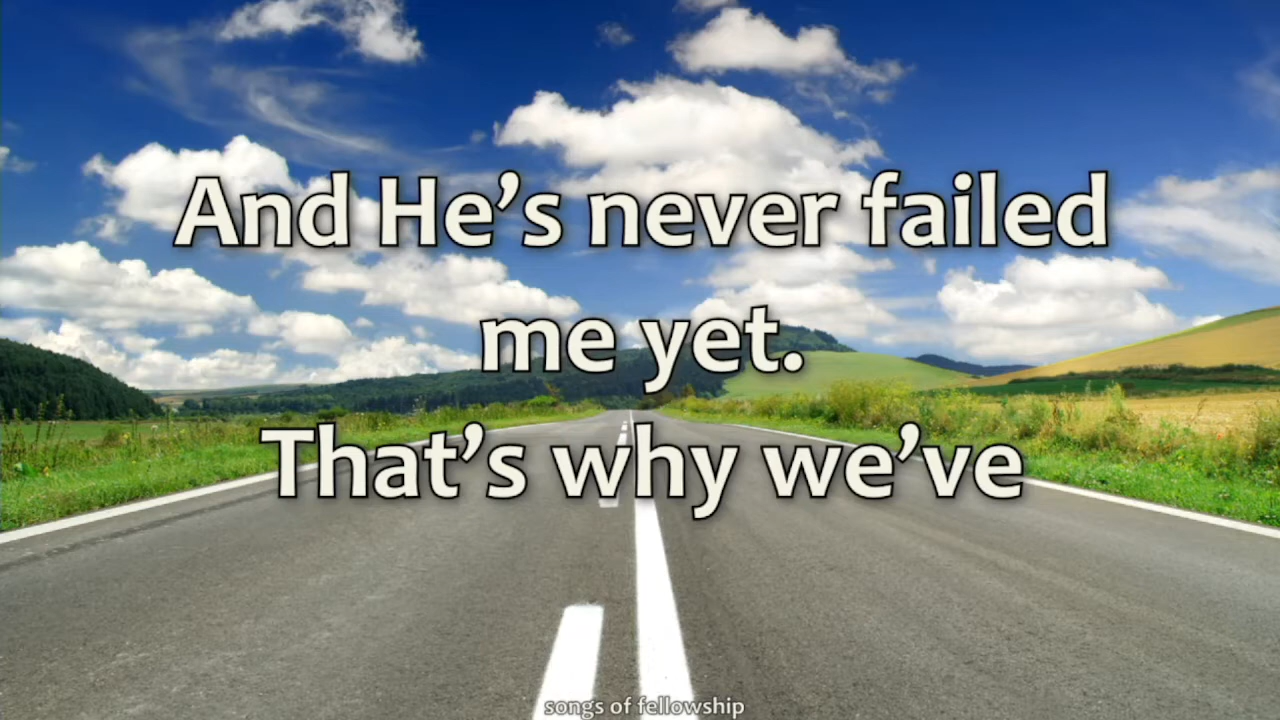 And He’s never failed
me yet.
That’s why we’ve
songs of fellowship